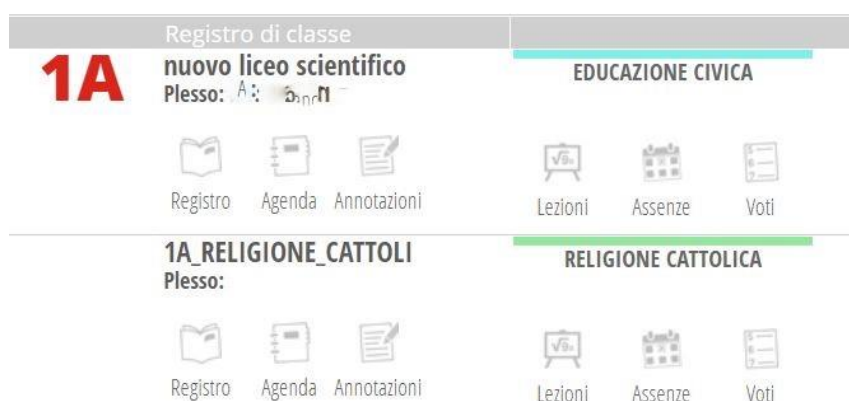 Registro di classe
1A
nuovo liceo scientifico
Plesso:
EDUCAZIONE CIVICA
Registro Agenda Annotazioni
Lezioni Assenze Voti
1A_RELIGIONE_CATTOLI
Plesso:
RELIGIONE CATTOLICA
Registro Agenda Annotazioni
Lezioni Assenze Voti